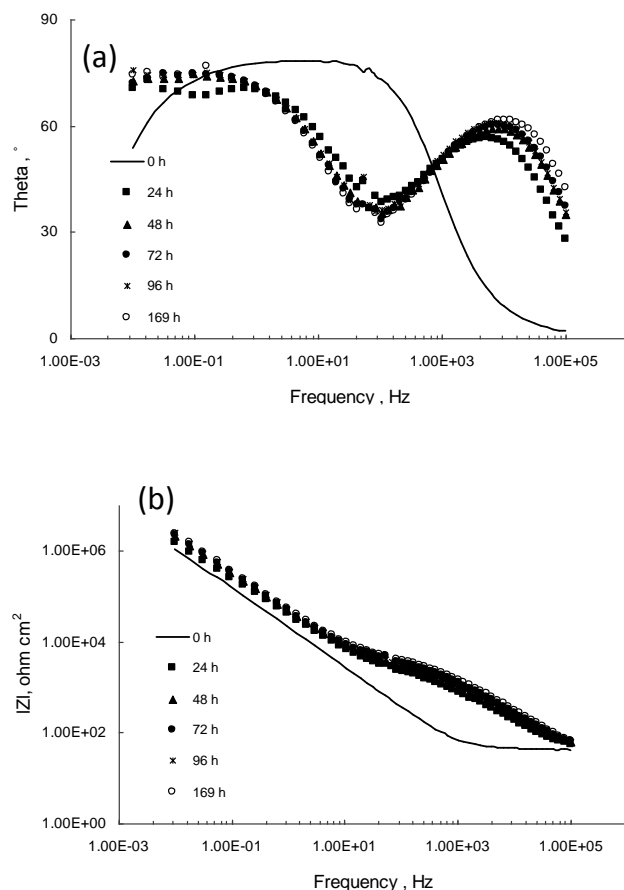 (a)
90
60
30
0
Theta , °
0 h
24 h
48 h
72 h
96 h
169 h
1.00E-03 1.00E-01 1.00E+01 1.00E+03 1.00E+05
Frequency , Hz
(b)
1.00E+06
1.00E+04
1.00E+02
1.00E+00
|Z|, ohm cm²
0 h
24 h
48 h
72 h
96 h
169 h
1.00E-03 1.00E-01 1.00E+01 1.00E+03 1.00E+05
Frequency , Hz